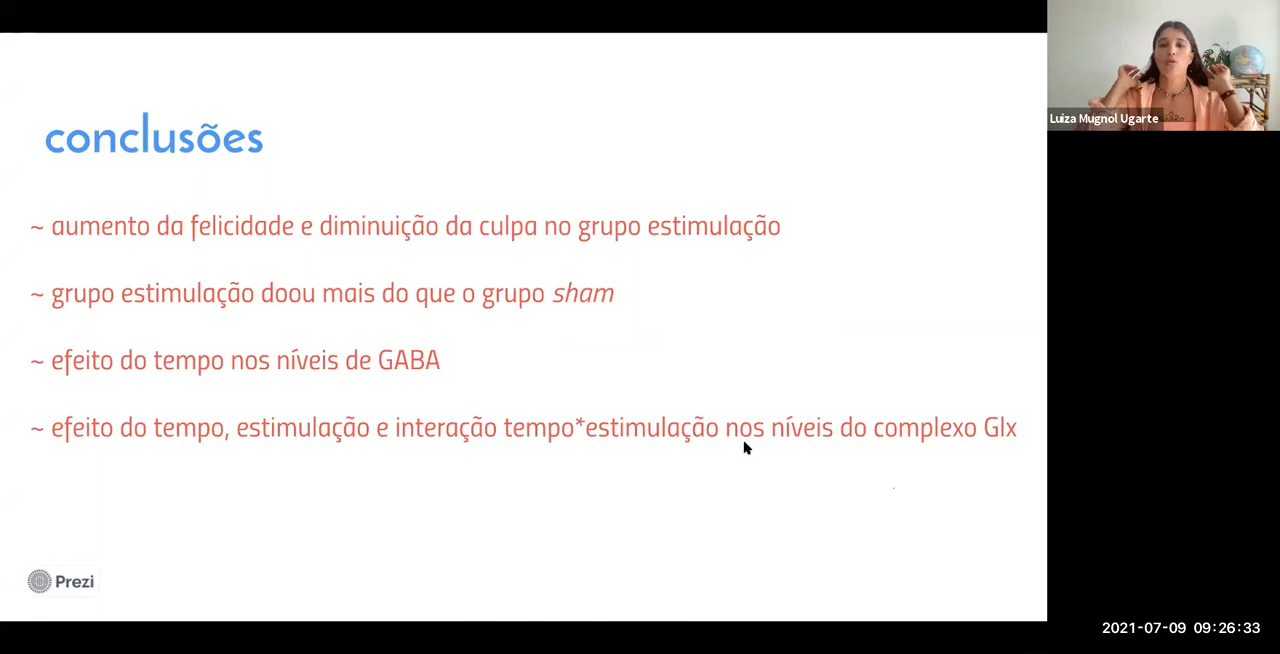 conclusões
~ aumento da felicidade e diminuição da culpa no grupo estimulação
~ grupo estimulação doou mais do que o grupo sham
~ efeito do tempo nos níveis de GABA
~ efeito do tempo, estimulação e interação tempo*estimulação nos níveis do complexo Glx
Prezi
Luiza Mugnol Ugarte
2021-07-09 09:26:33